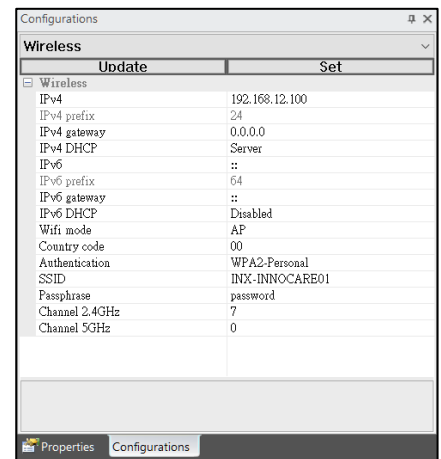 Configurations
Wireless
Update Set
Wireless
IPv4 192.168.12.100
IPv4 prefix 24
IPv4 gateway 0.0.0.0
IPv4 DHCP Server
IPv6 ::
IPv6 prefix 64
IPv6 gateway ::
IPv6 DHCP Disabled
Wifi mode AP
Country code 00
Authentication WPA2-Personal
SSID INX-INNOCARE01
Passphrase password
Channel 2.4GHz 7
Channel 5GHz 0
Properties Configurations